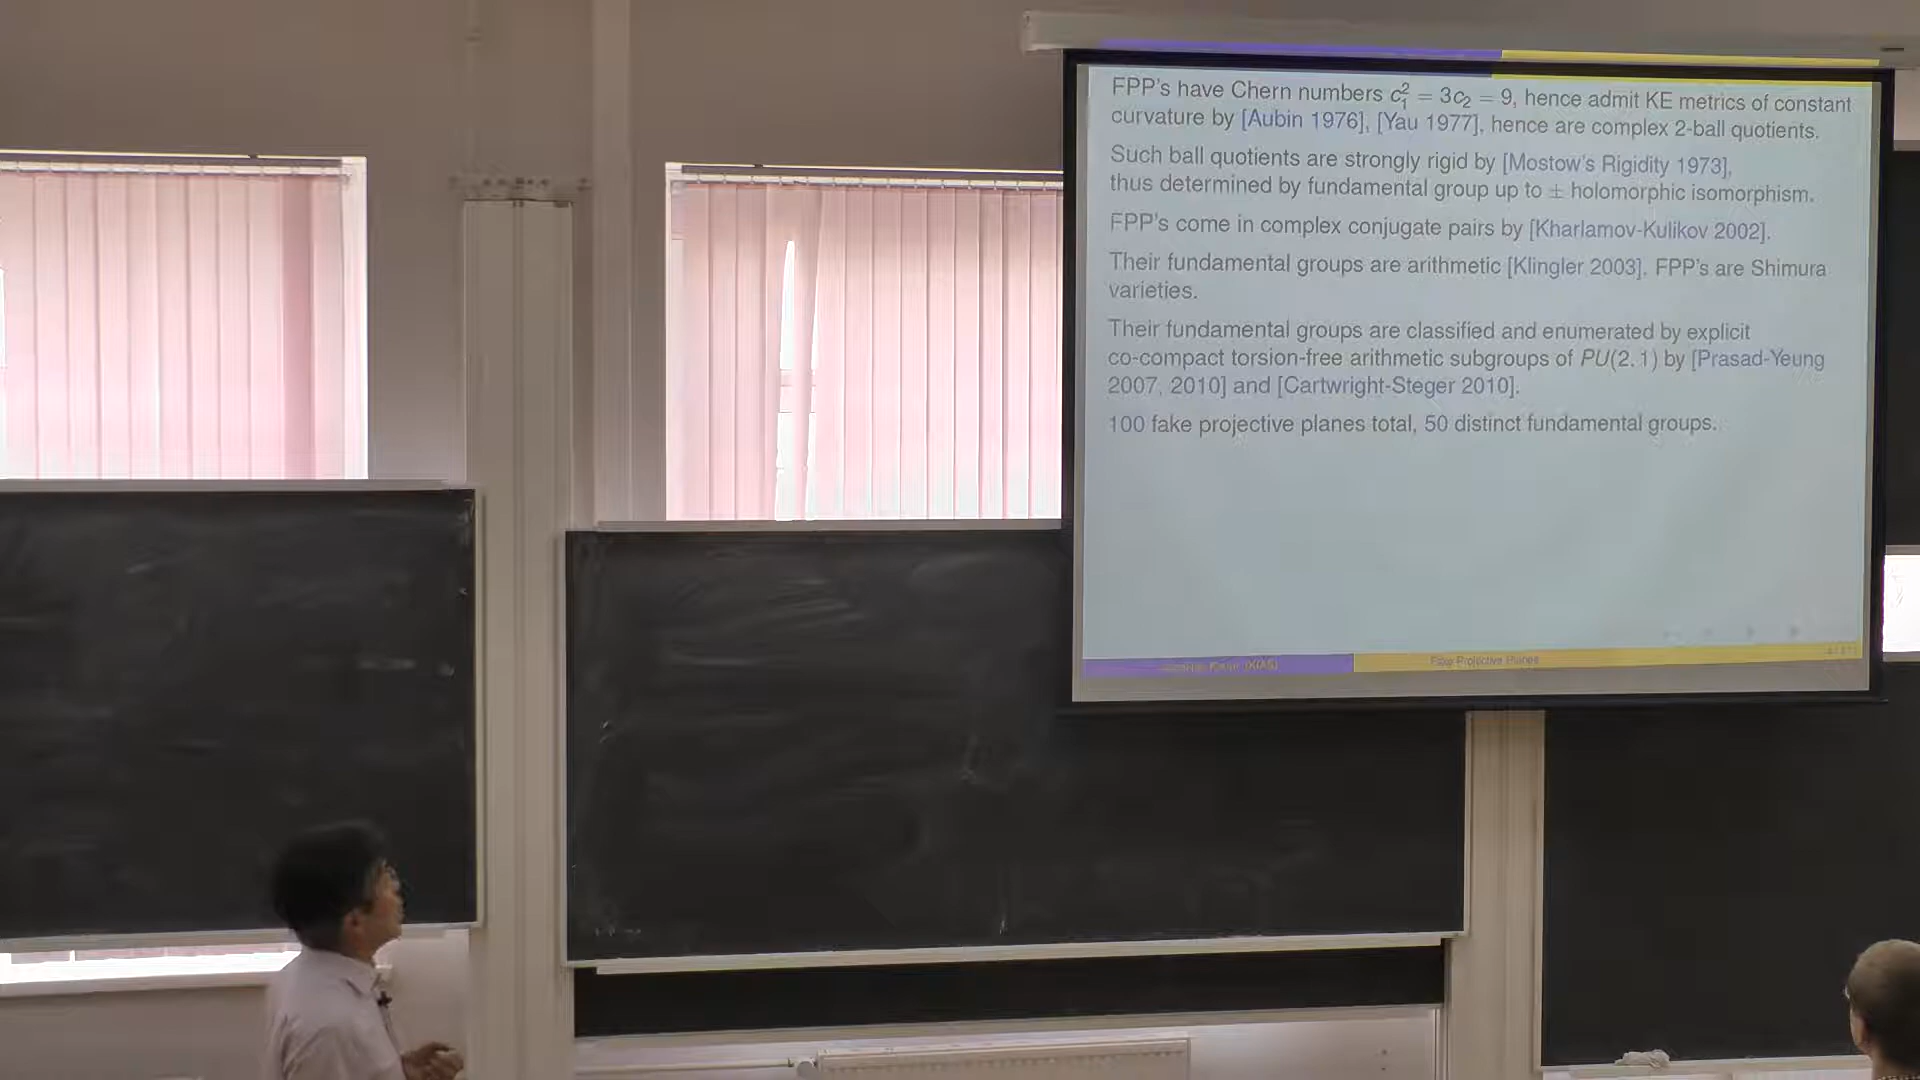 FPP's have Chern numbers c₁² = 3c₂ = 9, hence admit KE metrics of constant
curvature by [Aubin 1976], [Yau 1977], hence are complex 2-ball quotients.
Such ball quotients are strongly rigid by [Mostow's Rigidity 1973],
thus determined by fundamental group up to ± holomorphic isomorphism.
FPP's come in complex conjugate pairs by [Kharlamov-Kulikov 2002].
Their fundamental groups are arithmetic [Klingler 2003]. FPP's are Shimura
varieties.
Their fundamental groups are classified and enumerated by explicit
co-compact torsion-free arithmetic subgroups of PU(2, 1) by [Prasad-Yeung
2007, 2010] and [Cartwright-Steger 2010].
100 fake projective planes total, 50 distinct fundamental groups.
(KIAS) Fake Projective Planes